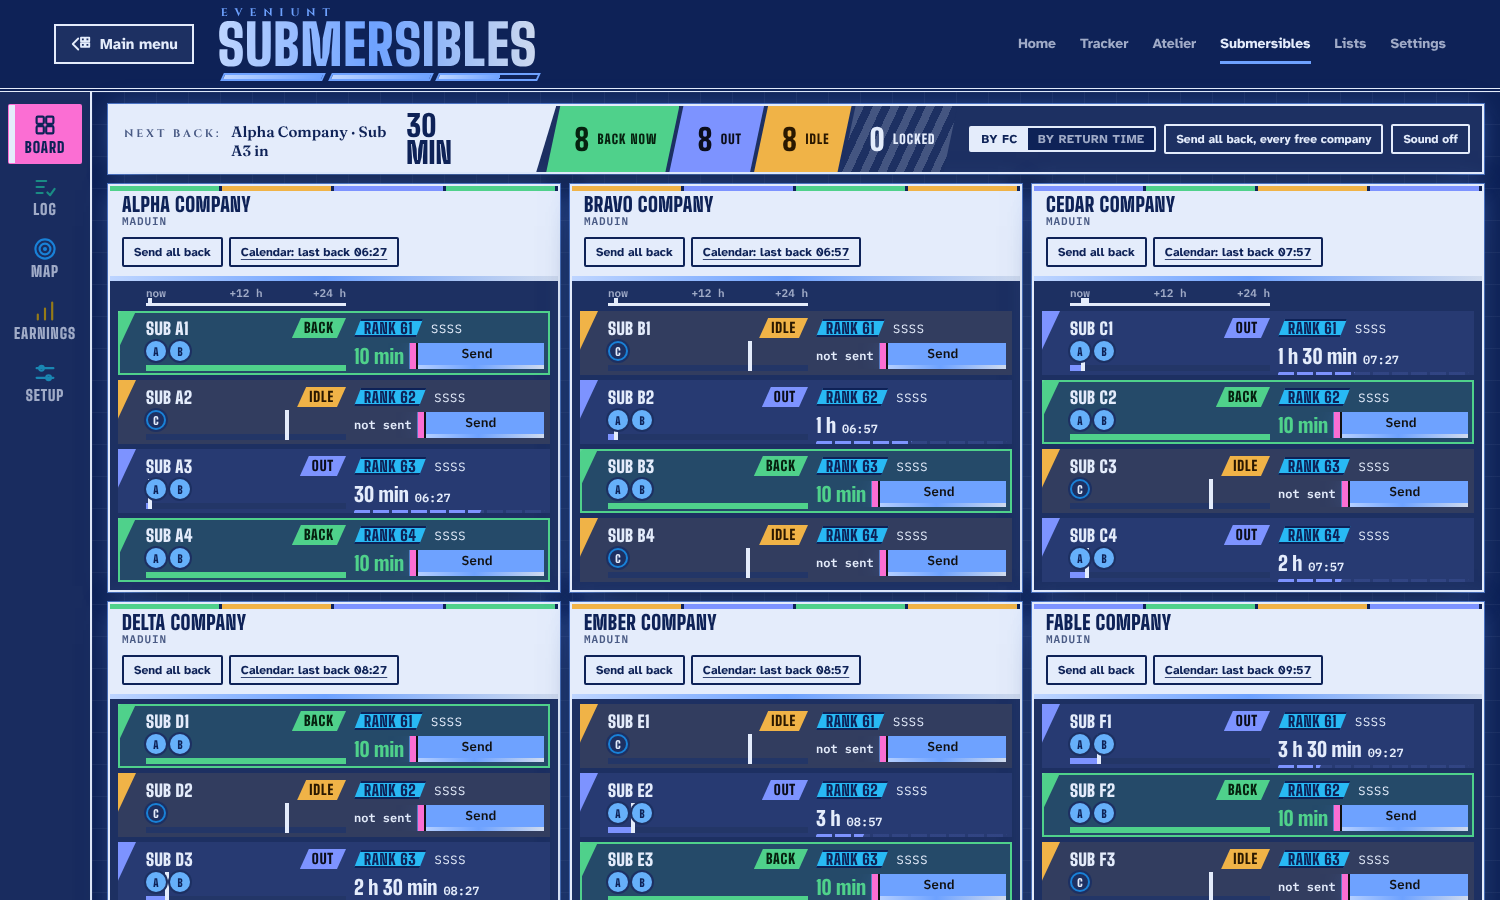 EVENIUNT
Main menu
SUBMERSIBLES
Home Tracker Atelier Submersibles Lists Settings
BOARD
LOG
MAP
EARNINGS
SETUP
NEXT BACK: Alpha Company · Sub A3 in
30 MIN
8 BACK NOW
8 OUT
8 IDLE
0 LOCKED
BY FC BY RETURN TIME
Send all back, every free company
Sound off
ALPHA COMPANY
MADUIN
Send all back Calendar: last back 06:27
now +12 h +24 h
SUB A1 BACK RANK 61 SSSS
A B 10 min Send
SUB A2 IDLE RANK 62 SSSS
C not sent Send
SUB A3 OUT RANK 63 SSSS
A B 30 min 06:27
SUB A4 BACK RANK 64 SSSS
A B 10 min Send
BRAVO COMPANY
MADUIN
Send all back Calendar: last back 06:57
now +12 h +24 h
SUB B1 IDLE RANK 61 SSSS
C not sent Send
SUB B2 OUT RANK 62 SSSS
A B 1 h 06:57
SUB B3 BACK RANK 63 SSSS
A B 10 min Send
SUB B4 IDLE RANK 64 SSSS
C not sent Send
CEDAR COMPANY
MADUIN
Send all back Calendar: last back 07:57
now +12 h +24 h
SUB C1 OUT RANK 61 SSSS
A B 1 h 30 min 07:27
SUB C2 BACK RANK 62 SSSS
A B 10 min Send
SUB C3 IDLE RANK 63 SSSS
C not sent Send
SUB C4 OUT RANK 64 SSSS
A B 2 h 07:57
DELTA COMPANY
MADUIN
Send all back Calendar: last back 08:27
SUB D1 BACK RANK 61 SSSS
A B 10 min Send
SUB D2 IDLE RANK 62 SSSS
C not sent Send
SUB D3 OUT RANK 63 SSSS
A B 2 h 30 min 08:27
EMBER COMPANY
MADUIN
Send all back Calendar: last back 08:57
SUB E1 IDLE RANK 61 SSSS
C not sent Send
SUB E2 OUT RANK 62 SSSS
A B 3 h 08:57
SUB E3 BACK RANK 63 SSSS
A B 10 min Send
FABLE COMPANY
MADUIN
Send all back Calendar: last back 09:57
SUB F1 OUT RANK 61 SSSS
A B 3 h 30 min 09:27
SUB F2 BACK RANK 62 SSSS
A B 10 min Send
SUB F3 IDLE RANK 63 SSSS
C not sent Send